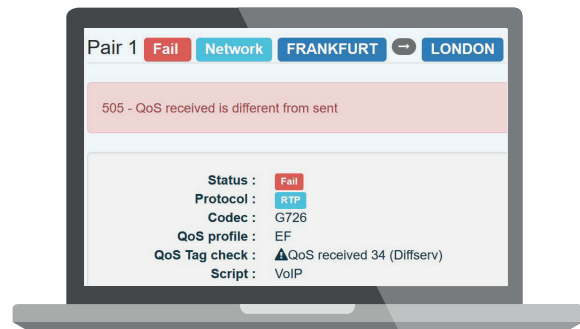 Pair 1 Fail Network FRANKFURT LONDON
505 - QoS received is different from sent
Status : Fail
Protocol : RTP
Codec : G726
QoS profile : EF
QoS Tag check : QoS received 34 (Diffserv)
Script : VoIP